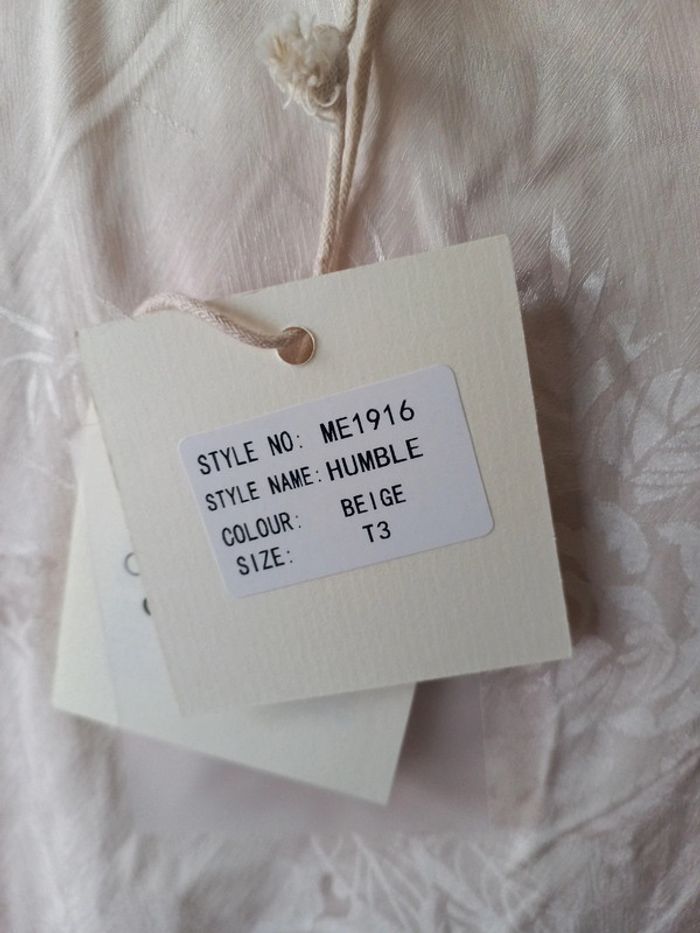 STYLE NO: ME1916
STYLE NAME: HUMBLE
COLOUR: BEIGE
SIZE: T3